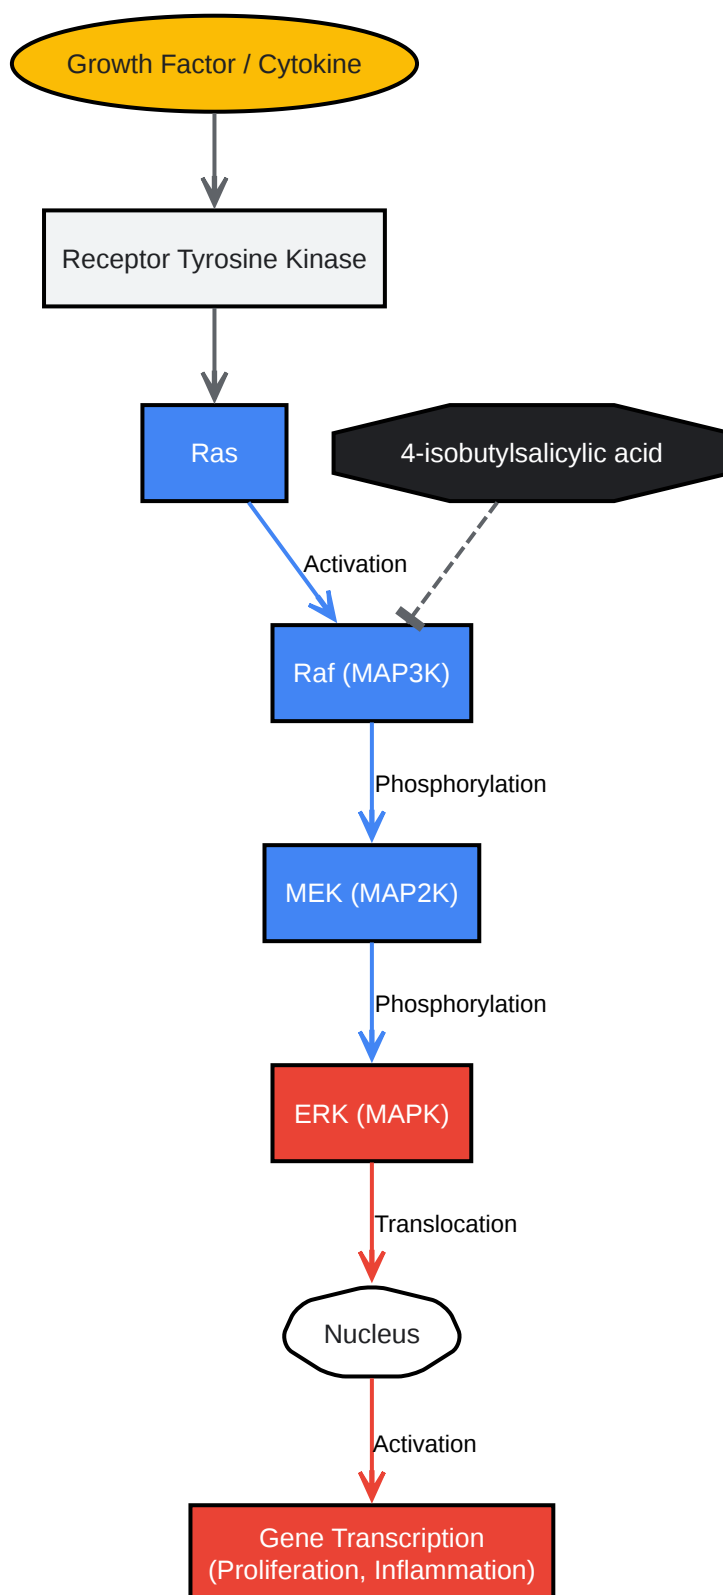 Growth Factor / Cytokine
Receptor Tyrosine Kinase
Ras
4-isobutylsalicylic acid
Activation
Raf (MAP3K)
Phosphorylation
MEK (MAP2K)
Phosphorylation
ERK (MAPK)
Translocation
Nucleus
Activation
Gene Transcription
(Proliferation, Inflammation)